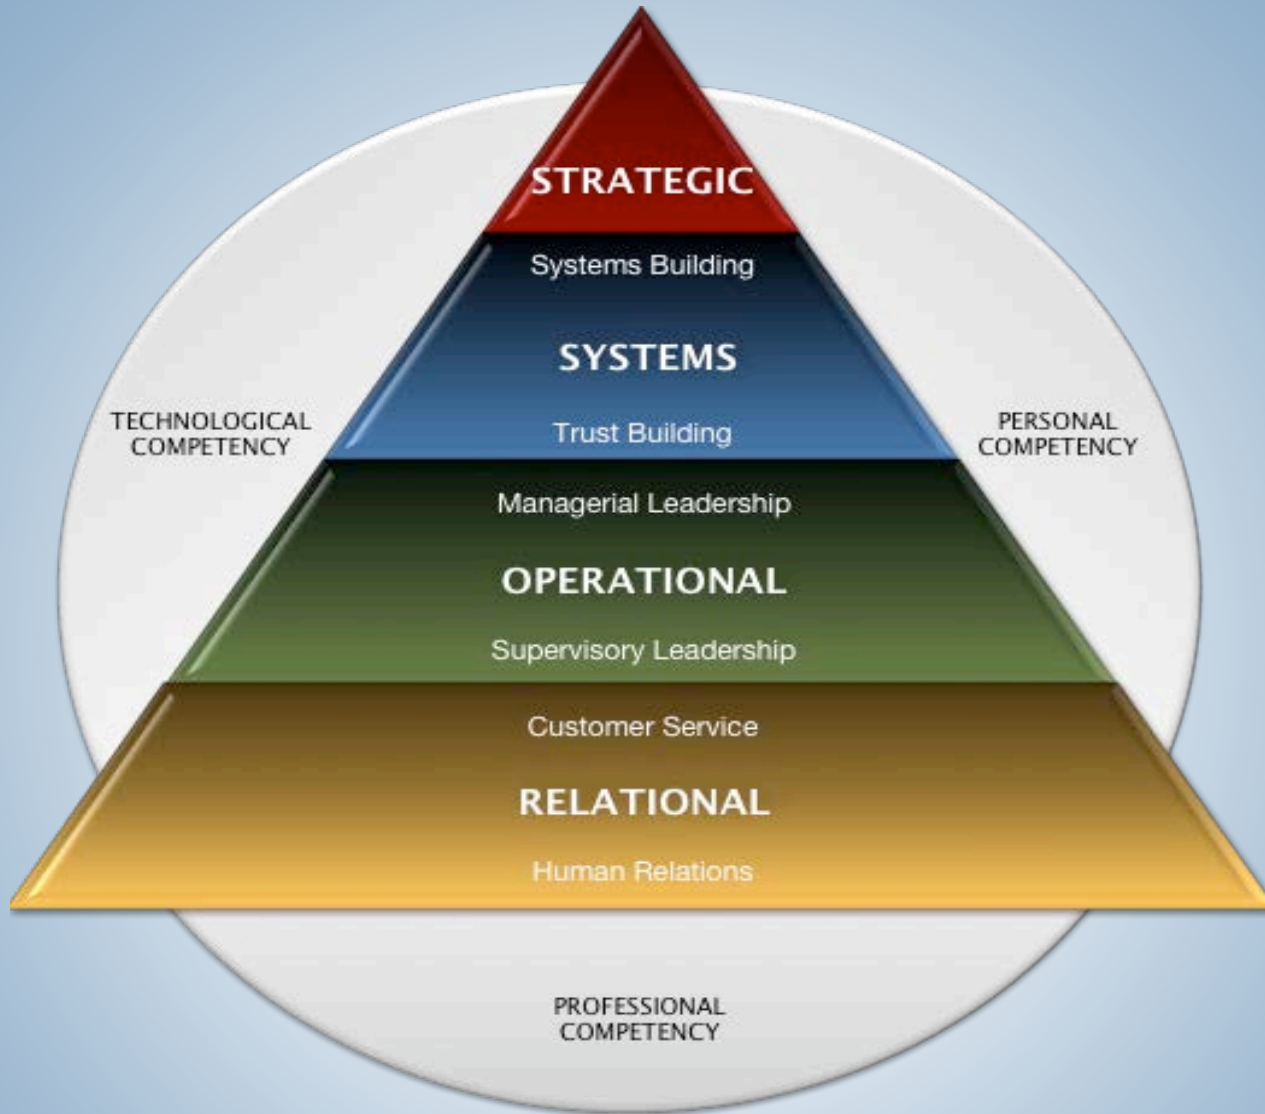 STRATEGIC
Systems Building
SYSTEMS
Trust Building
TECHNOLOGICAL
COMPETENCY
PERSONAL
COMPETENCY
Managerial Leadership
OPERATIONAL
Supervisory Leadership
Customer Service
RELATIONAL
Human Relations
PROFESSIONAL
COMPETENCY